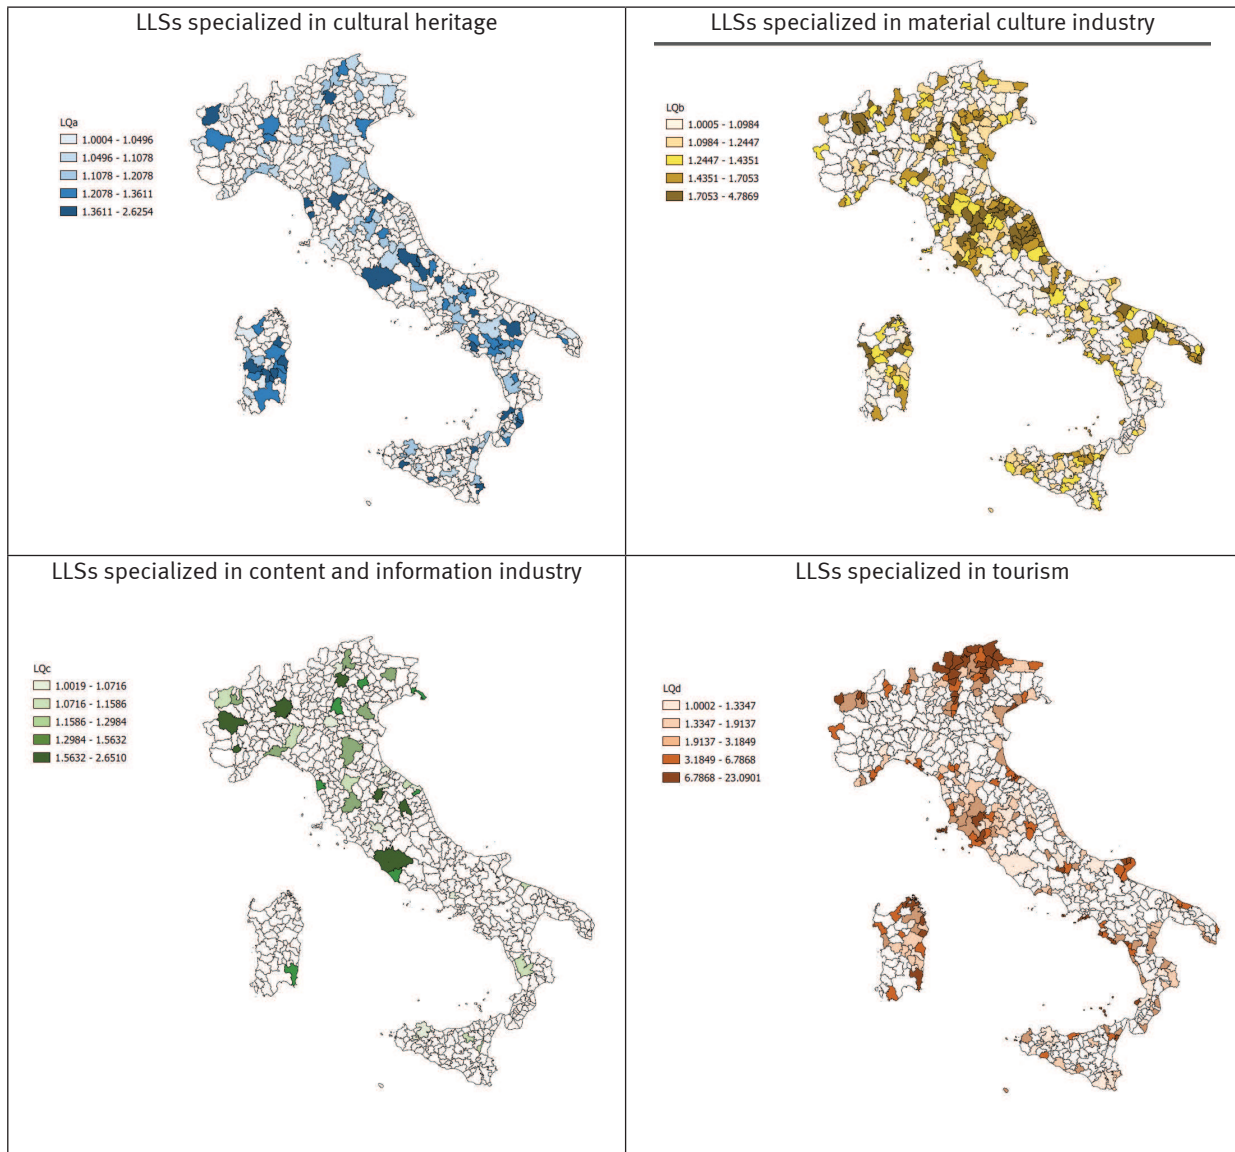 LLSs specialized in cultural heritage
LQa
1.0004 - 1.0496
1.0496 - 1.1078
1.1078 - 1.2078
1.2078 - 1.3611
1.3611 - 2.6254
LLSs specialized in material culture industry
LQb
1.0005 - 1.0984
1.0984 - 1.2447
1.2447 - 1.4351
1.4351 - 1.7053
1.7053 - 4.7869
LLSs specialized in content and information industry
LQc
1.0019 - 1.0716
1.0716 - 1.1586
1.1586 - 1.2984
1.2984 - 1.5632
1.5632 - 2.6510
LLSs specialized in tourism
LQd
1.0002 - 1.3347
1.3347 - 1.9137
1.9137 - 3.1849
3.1849 - 6.7868
6.7868 - 23.0901